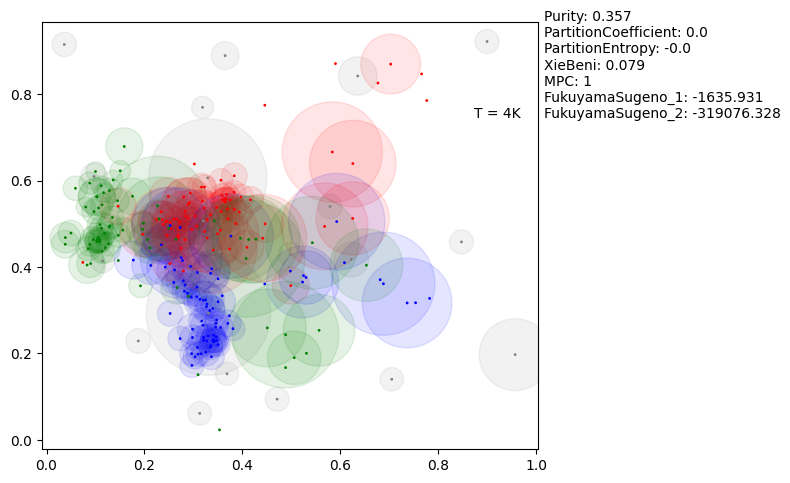 Purity: 0.357
PartitionCoefficient: 0.0
PartitionEntropy: -0.0
XieBeni: 0.079
MPC: 1
FukuyamaSugeno_1: -1635.931
FukuyamaSugeno_2: -319076.328
T = 4K
0.8
0.6
0.4
0.2
0.0
0.0 0.2 0.4 0.6 0.8 1.0